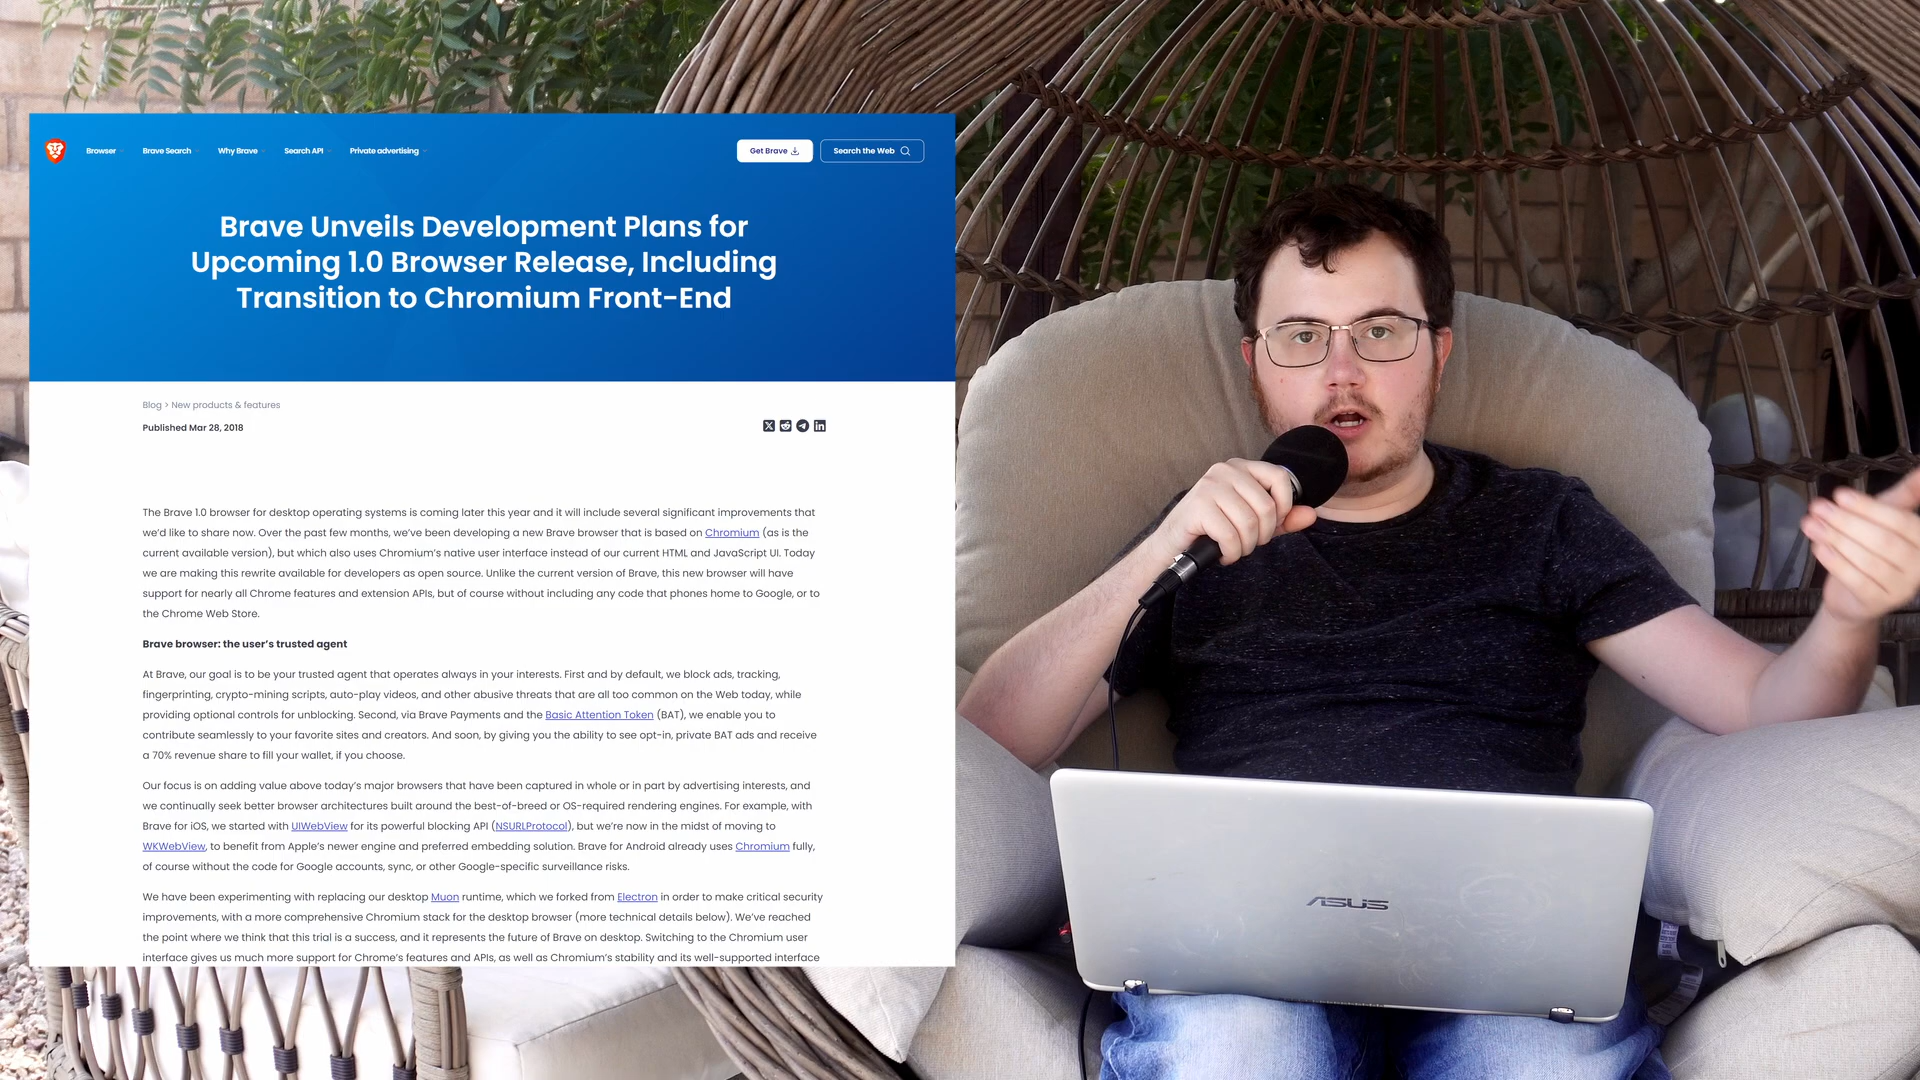 Browser
Brave Search
Why Brave
Search API
Private advertising
Get Brave
Search the Web
Brave Unveils Development Plans for
Upcoming 1.0 Browser Release, Including
Transition to Chromium Front-End
Blog > New products & features
Published Mar 28, 2018
The Brave 1.0 browser for desktop operating systems is coming later this year and it will include several significant improvements that
we’d like to share now. Over the past few months, we’ve been developing a new Brave browser that is based on Chromium (as is the
current available version), but which also uses Chromium’s native user interface instead of our current HTML and JavaScript UI. Today
we are making this rewrite available for developers as open source. Unlike the current version of Brave, this new browser will have
support for nearly all Chrome features and extension APIs, but of course without including any code that phones home to Google, or to
the Chrome Web Store.
Brave browser: the user’s trusted agent
At Brave, our goal is to be your trusted agent that operates always in your interests. First and by default, we block ads, tracking,
fingerprinting, crypto-mining scripts, auto-play videos, and other abusive threats that are all too common on the Web today, while
providing optional controls for unblocking. Second, via Brave Payments and the Basic Attention Token (BAT), we enable you to
contribute seamlessly to your favorite sites and creators. And soon, by giving you the ability to see opt-in, private BAT ads and receive
a 70% revenue share to fill your wallet, if you choose.
Our focus is on adding value above today’s major browsers that have been captured in whole or in part by advertising interests, and
we continually seek better browser architectures built around the best-of-breed or OS-required rendering engines. For example, with
Brave for iOS, we started with UIWebView for its powerful blocking API (NSURLProtocol), but we’re now in the midst of moving to
WKWebView, to benefit from Apple’s newer engine and preferred embedding solution. Brave for Android already uses Chromium fully,
of course without the code for Google accounts, sync, or other Google-specific surveillance risks.
We have been experimenting with replacing our desktop Muon runtime, which we forked from Electron in order to make critical security
improvements, with a more comprehensive Chromium stack for the desktop browser (more technical details below). We’ve reached
the point where we think that this trial is a success, and it represents the future of Brave on desktop. Switching to the Chromium user
interface gives us much more support for Chrome’s features and APIs, as well as Chromium’s stability and its well-supported interface
ASUS